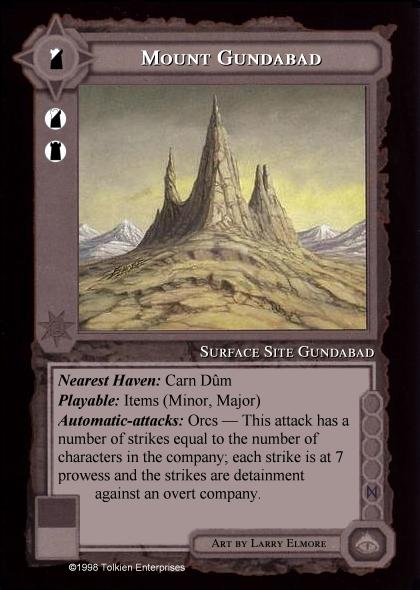 Mount Gundabad
Surface Site Gundabad
Nearest Haven: Carn Dûm
Playable: Items (Minor, Major)
Automatic-attacks: Orcs — This attack has a
number of strikes equal to the number of
characters in the company; each strike is at 7
prowess and the strikes are detainment
against an overt company.
Art by Larry Elmore
©1998 Tolkien Enterprises